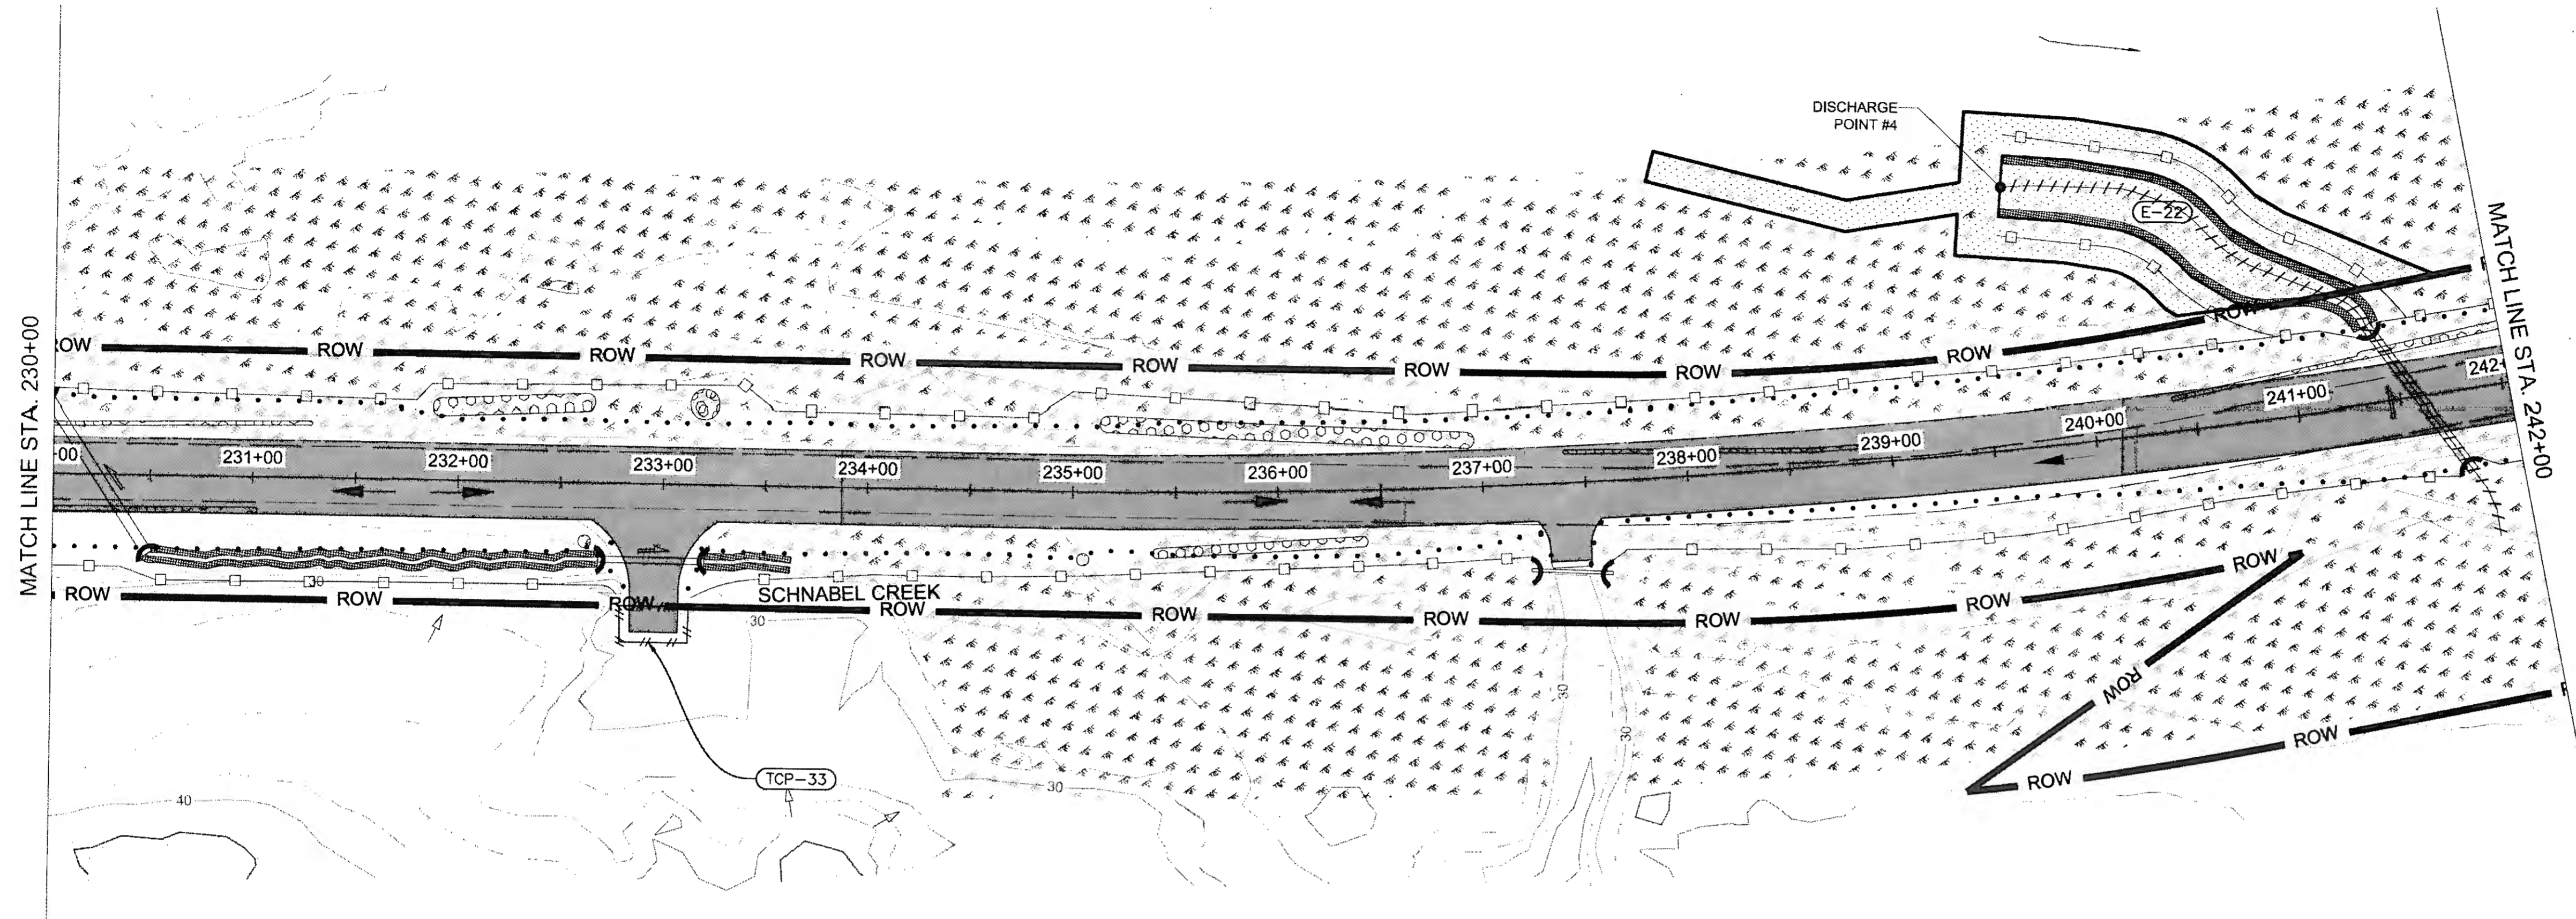 DISCHARGE
POINT #4
E-22
MATCH LINE STA. 230+00
MATCH LINE STA. 242+00
ROW ROW ROW ROW ROW ROW ROW ROW ROW
+00 231+00 232+00 233+00 234+00 235+00 236+00 237+00 238+00 239+00 240+00 241+00 242+
30
ROW ROW ROW ROW ROW ROW ROW ROW ROW
SCHNABEL CREEK
30
ROW
30
30
ROW ROW
TCP-33
30
40